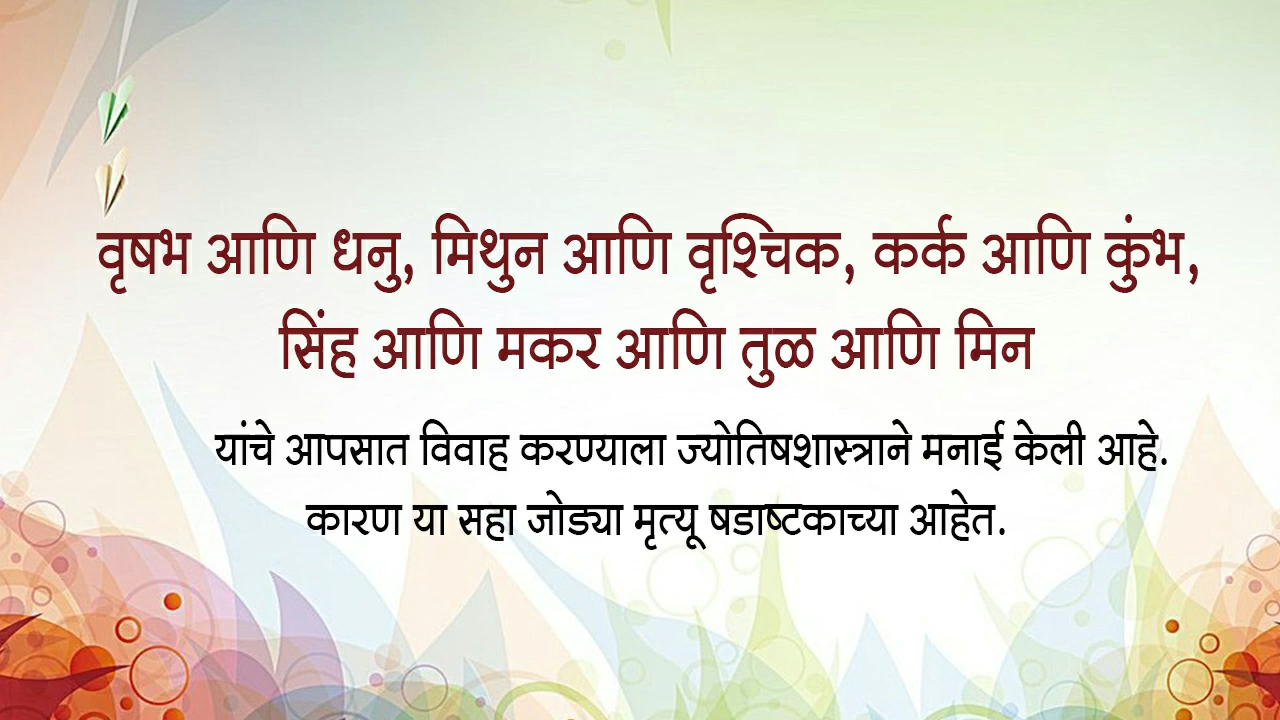 वृषभ आणि धनु, मिथुन आणि वृश्चिक, कर्क आणि कुंभ,
सिंह आणि मकर आणि तुळ आणि मिन
यांचे आपसात विवाह करण्याला ज्योतिषशास्त्राने मनाई केली आहे.
कारण या सहा जोड्या मृत्यू षडाष्टकाच्या आहेत.